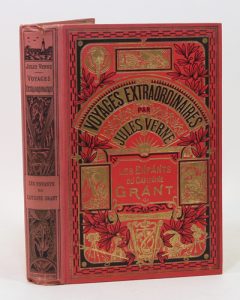 JULES VERNE
VOYAGES
EXTRAORDINAIRES
LES ENFANTS
DU
CAPITAINE GRANT
VOYAGES EXTRAORDINAIRES
PAR
JULES VERNE
LES ENFANTS
DU CAPITAINE
GRANT